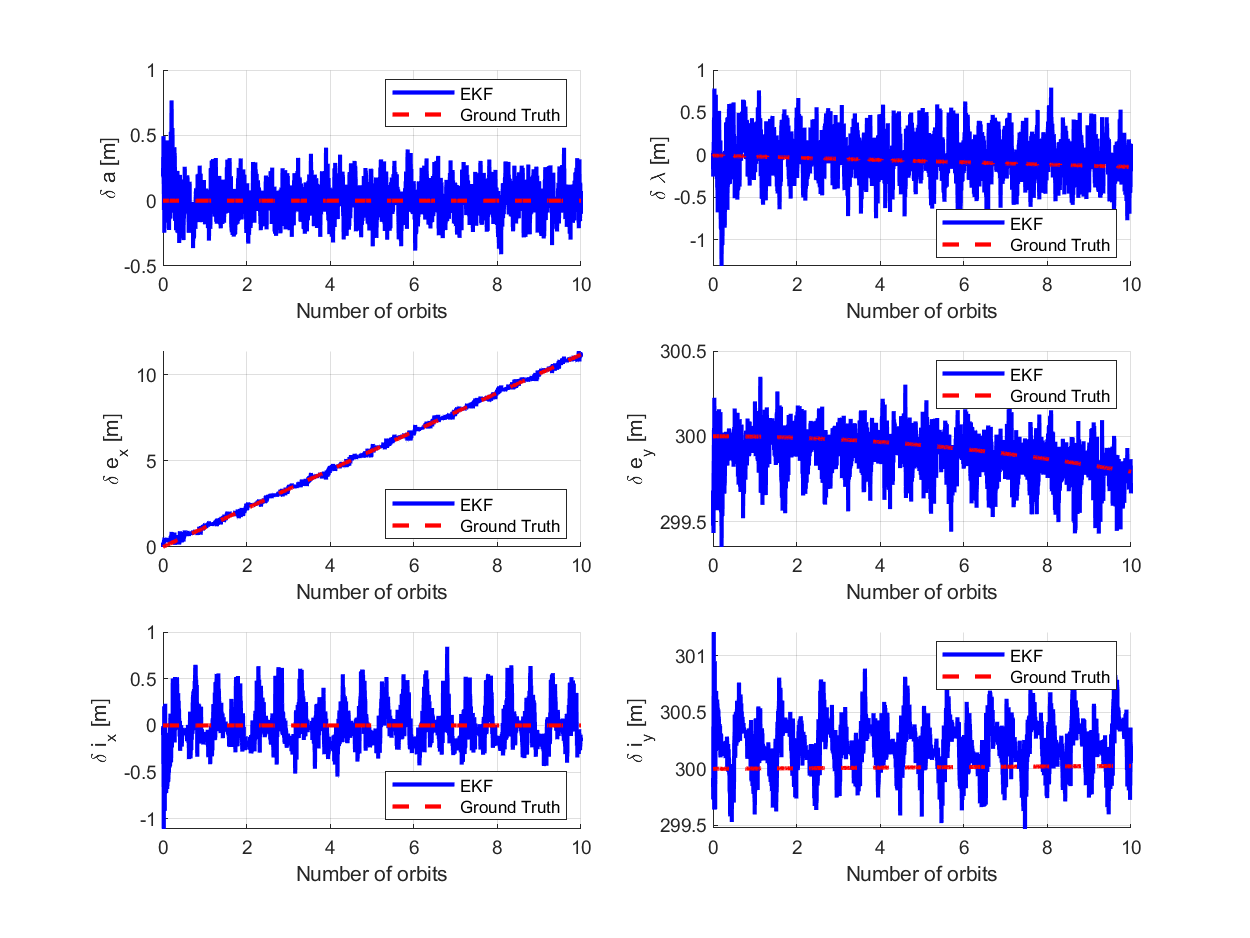 1
0.5
0
-0.5
δ a [m]
EKF
Ground Truth
0 2 4 6 8 10
Number of orbits
1
0.5
0
-0.5
-1
δ λ [m]
EKF
Ground Truth
0 2 4 6 8 10
Number of orbits
10
5
0
δ e_x [m]
EKF
Ground Truth
0 2 4 6 8 10
Number of orbits
300.5
300
299.5
δ e_y [m]
EKF
Ground Truth
0 2 4 6 8 10
Number of orbits
1
0.5
0
-0.5
-1
δ i_x [m]
EKF
Ground Truth
0 2 4 6 8 10
Number of orbits
301
300.5
300
299.5
δ i_y [m]
EKF
Ground Truth
0 2 4 6 8 10
Number of orbits